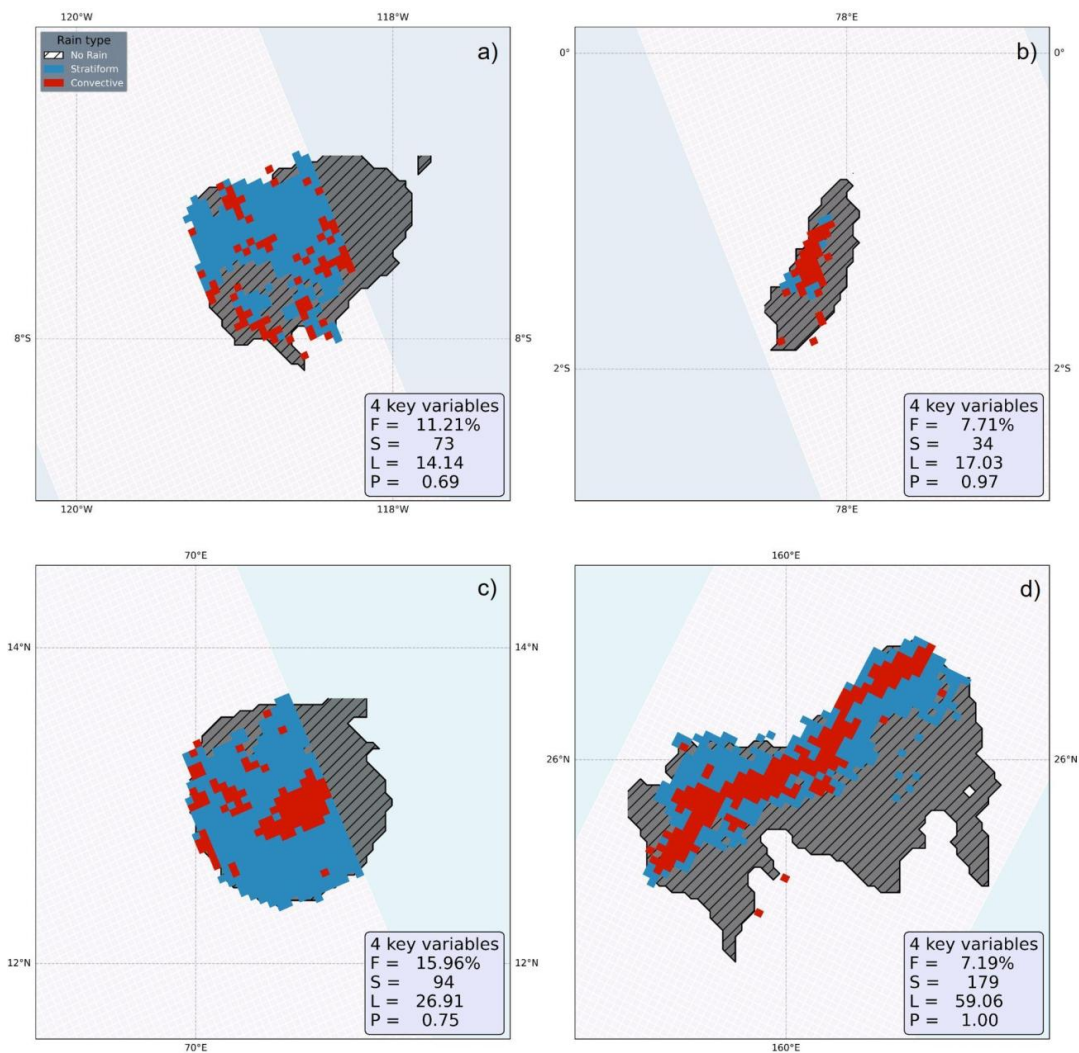 120°W 118°W
Rain type
No Rain
Stratiform
Convective
a)
8°S 8°S
4 key variables
F = 11.21%
S = 73
L = 14.14
P = 0.69
120°W 118°W
78°E
0° 0°
b)
2°S 2°S
4 key variables
F = 7.71%
S = 34
L = 17.03
P = 0.97
78°E
70°E
c)
14°N 14°N
12°N 12°N
4 key variables
F = 15.96%
S = 94
L = 26.91
P = 0.75
70°E
160°E
d)
26°N 26°N
4 key variables
F = 7.19%
S = 179
L = 59.06
P = 1.00
160°E